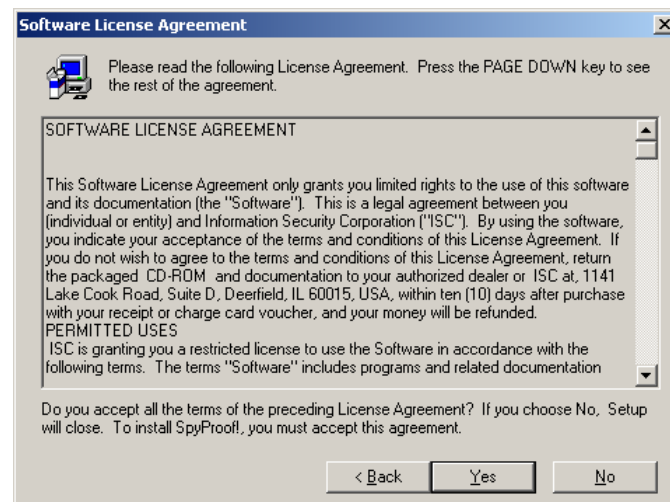 Software License Agreement
Please read the following License Agreement. Press the PAGE DOWN key to see
the rest of the agreement.
SOFTWARE LICENSE AGREEMENT
This Software License Agreement only grants you limited rights to the use of this software
and its documentation (the "Software"). This is a legal agreement between you
(individual or entity) and Information Security Corporation ("ISC"). By using the software,
you indicate your acceptance of the terms and conditions of this License Agreement. If
you do not wish to agree to the terms and conditions of this License Agreement, return
the packaged CD-ROM and documentation to your authorized dealer or ISC at, 1141
Lake Cook Road, Suite D, Deerfield, IL 60015, USA, within ten (10) days after purchase
with your receipt or charge card voucher, and your money will be refunded.
PERMITTED USES
ISC is granting you a restricted license to use the Software in accordance with the
following terms. The terms "Software" includes programs and related documentation
Do you accept all the terms of the preceding License Agreement? If you choose No, Setup
will close. To install SpyProof!, you must accept this agreement.
< Back Yes No